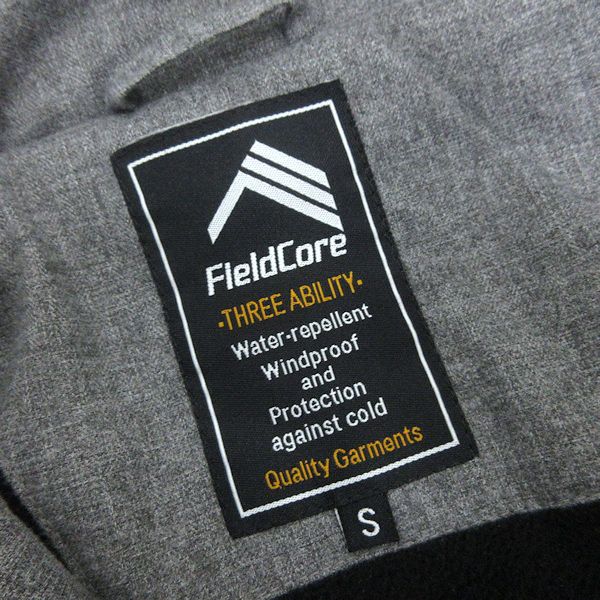 FieldCore
·THREE ABILITY·
Water-repellent
Windproof
and
Protection
against cold
Quality Garments
S